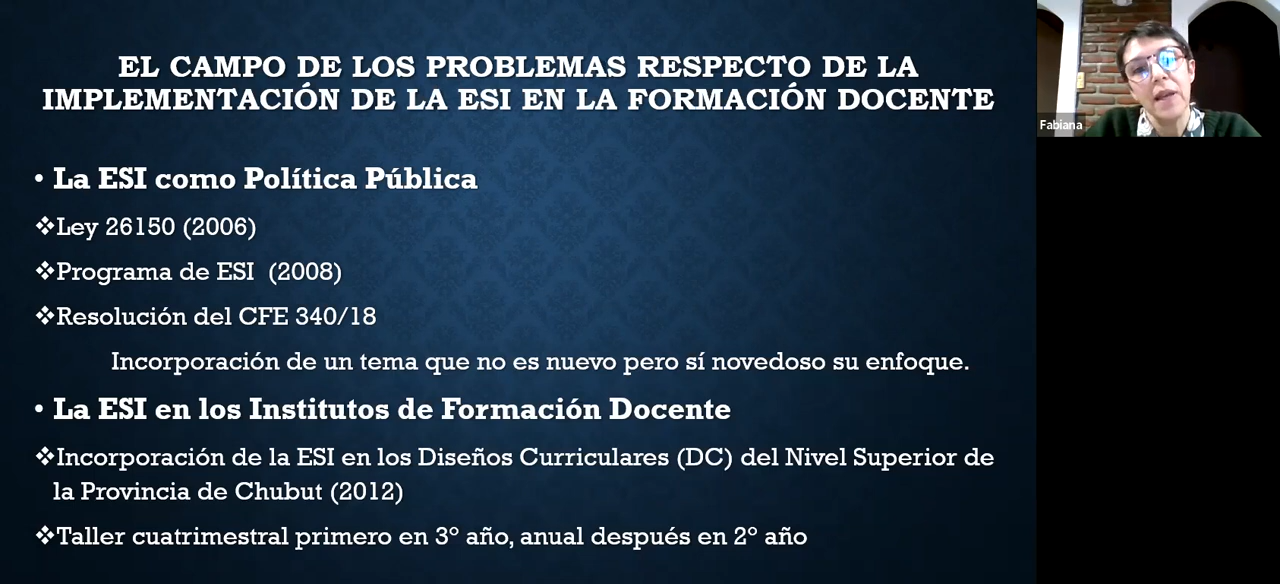 EL CAMPO DE LOS PROBLEMAS RESPECTO DE LA
IMPLEMENTACIÓN DE LA ESI EN LA FORMACIÓN DOCENTE
• La ESI como Política Pública
❖Ley 26150 (2006)
❖Programa de ESI (2008)
❖Resolución del CFE 340/18
Incorporación de un tema que no es nuevo pero sí novedoso su enfoque.
• La ESI en los Institutos de Formación Docente
❖Incorporación de la ESI en los Diseños Curriculares (DC) del Nivel Superior de
la Provincia de Chubut (2012)
❖Taller cuatrimestral primero en 3º año, anual después en 2º año
Fabiana